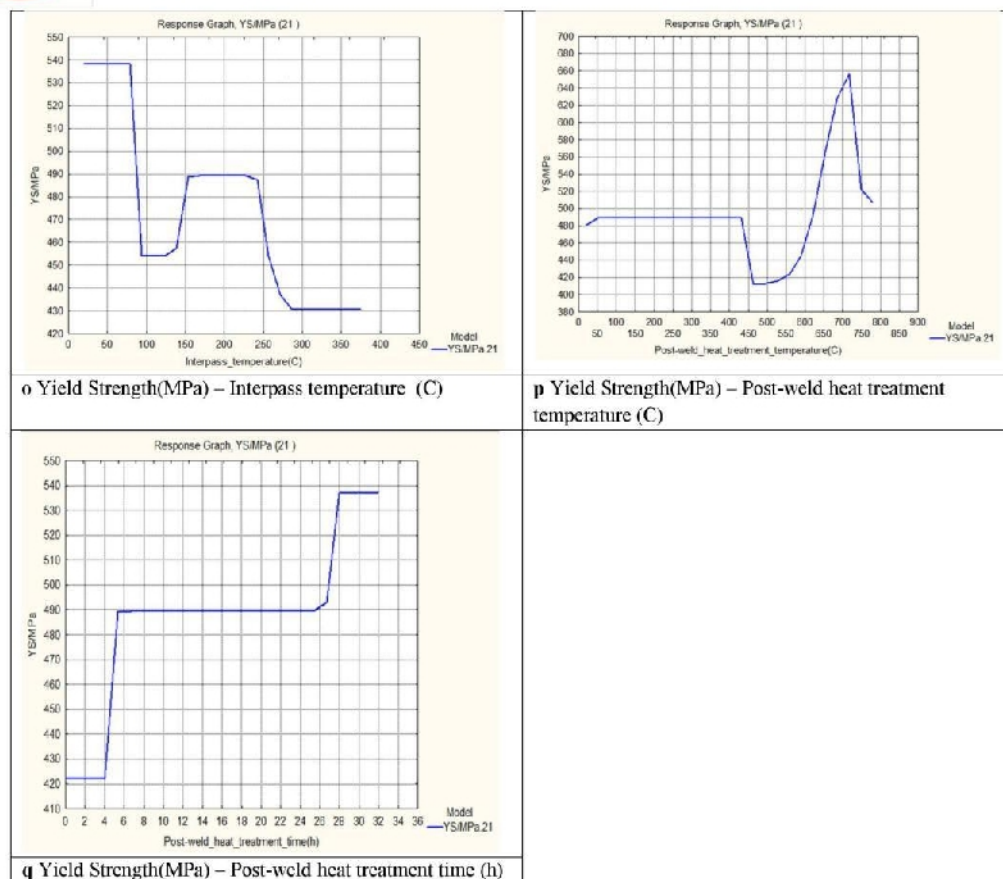 Response Graph, YS/MPa (21 )
550
540
530
520
510
500
490
480
470
460
450
440
430
420
YS/MPa
0 50 100 150 200 250 300 350 400 450
Interpass_temperature(C)
Model
YS/MPa.21
o Yield Strength(MPa) – Interpass temperature (C)
Response Graph, YS/MPa (21 )
700
680
660
640
620
600
580
560
540
520
500
480
460
440
420
400
380
YS/MPa
0 100 200 300 400 500 600 700 800 900
50 150 250 350 450 550 650 750 850
Post-weld_heat_treatment_temperature(C)
Model
YS/MPa.21
p Yield Strength(MPa) – Post-weld heat treatment
temperature (C)
Response Graph, YS/MPa (21 )
550
540
530
520
510
500
490
480
470
460
450
440
430
420
410
YS/MPa
0 2 4 6 8 10 12 14 16 18 20 22 24 26 28 30 32 34 36
Post-weld_heat_treatment_time(h)
Model
YS/MPa.21
q Yield Strength(MPa) – Post-weld heat treatment time (h)